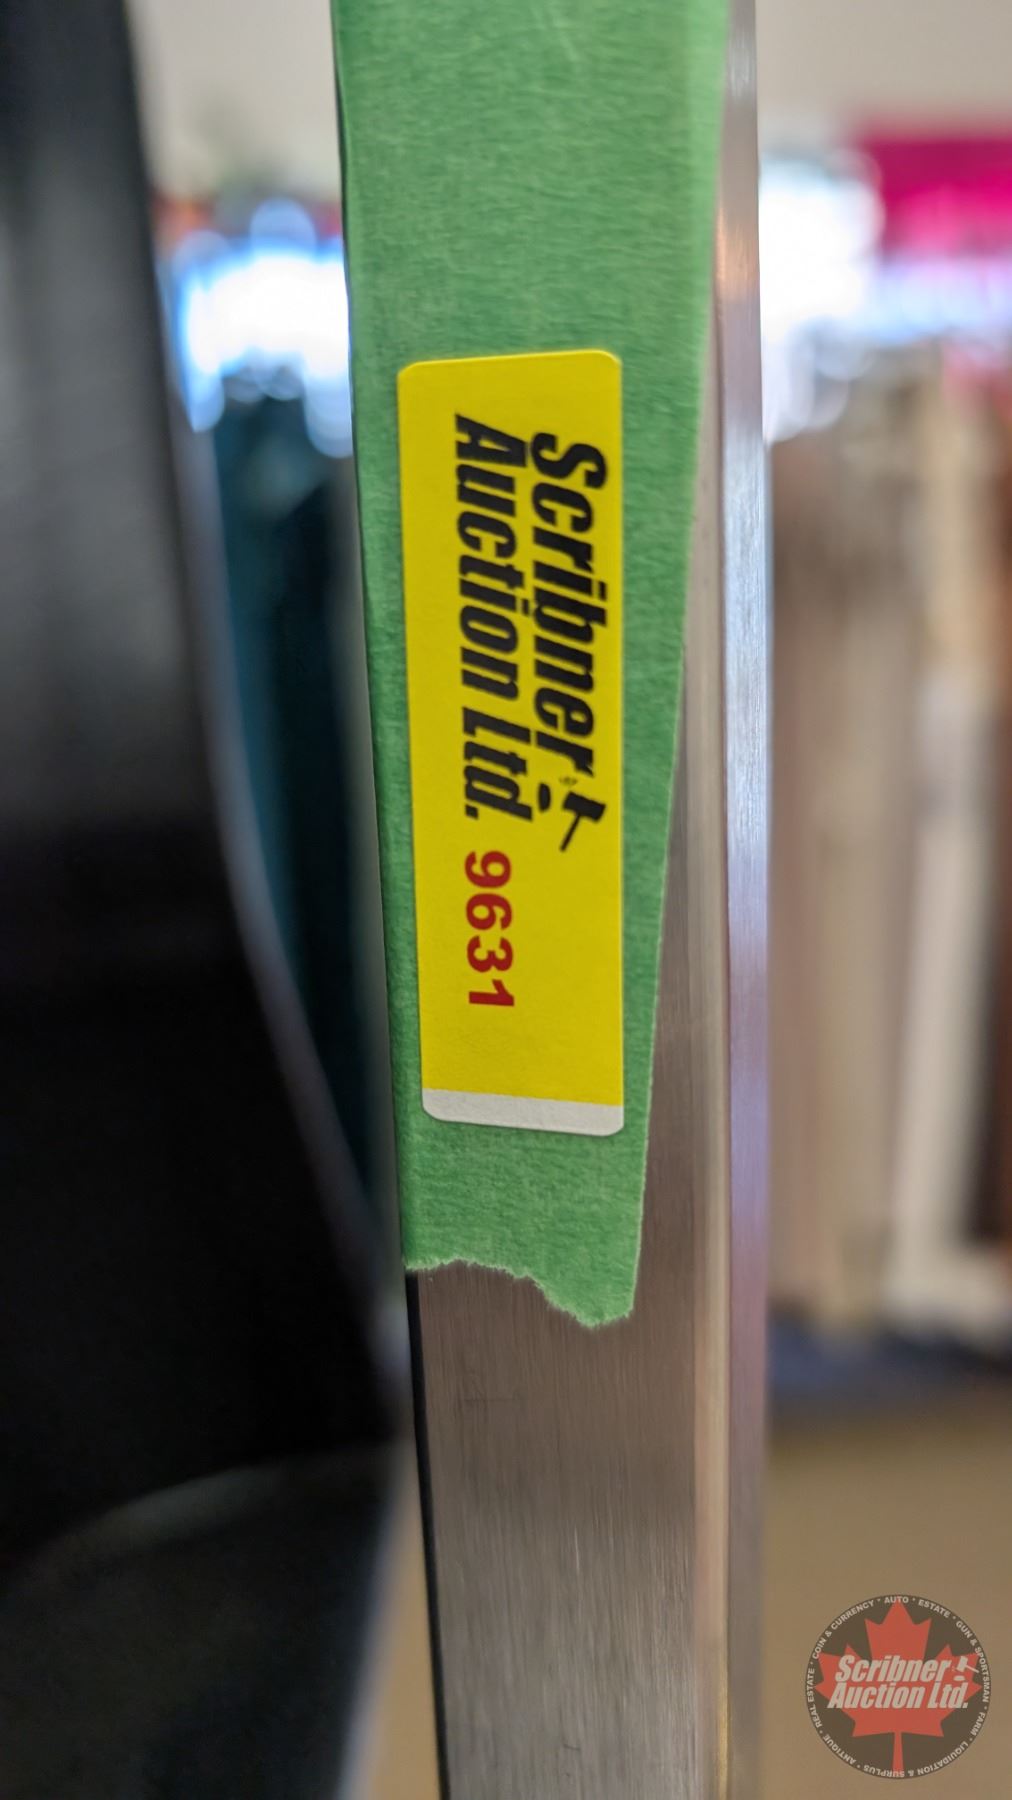 Scribner
Auction Ltd. 9631
AUTO · ESTATE · GUN & SPORTSMAN · FARM · LIQUIDATION & SURPLUS · ANTIQUE · REAL ESTATE · COIN & CURRENCY ·
Scribner
Auction Ltd.